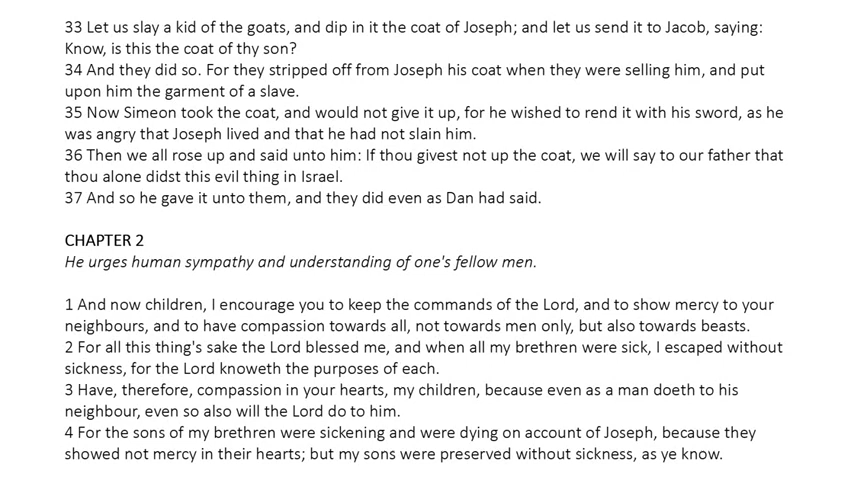 33 Let us slay a kid of the goats, and dip in it the coat of Joseph; and let us send it to Jacob, saying:
Know, is this the coat of thy son?
34 And they did so. For they stripped off from Joseph his coat when they were selling him, and put
upon him the garment of a slave.
35 Now Simeon took the coat, and would not give it up, for he wished to rend it with his sword, as he
was angry that Joseph lived and that he had not slain him.
36 Then we all rose up and said unto him: If thou givest not up the coat, we will say to our father that
thou alone didst this evil thing in Israel.
37 And so he gave it unto them, and they did even as Dan had said.
CHAPTER 2
He urges human sympathy and understanding of one's fellow men.
1 And now children, I encourage you to keep the commands of the Lord, and to show mercy to your
neighbours, and to have compassion towards all, not towards men only, but also towards beasts.
2 For all this thing's sake the Lord blessed me, and when all my brethren were sick, I escaped without
sickness, for the Lord knoweth the purposes of each.
3 Have, therefore, compassion in your hearts, my children, because even as a man doeth to his
neighbour, even so also will the Lord do to him.
4 For the sons of my brethren were sickening and were dying on account of Joseph, because they
showed not mercy in their hearts; but my sons were preserved without sickness, as ye know.